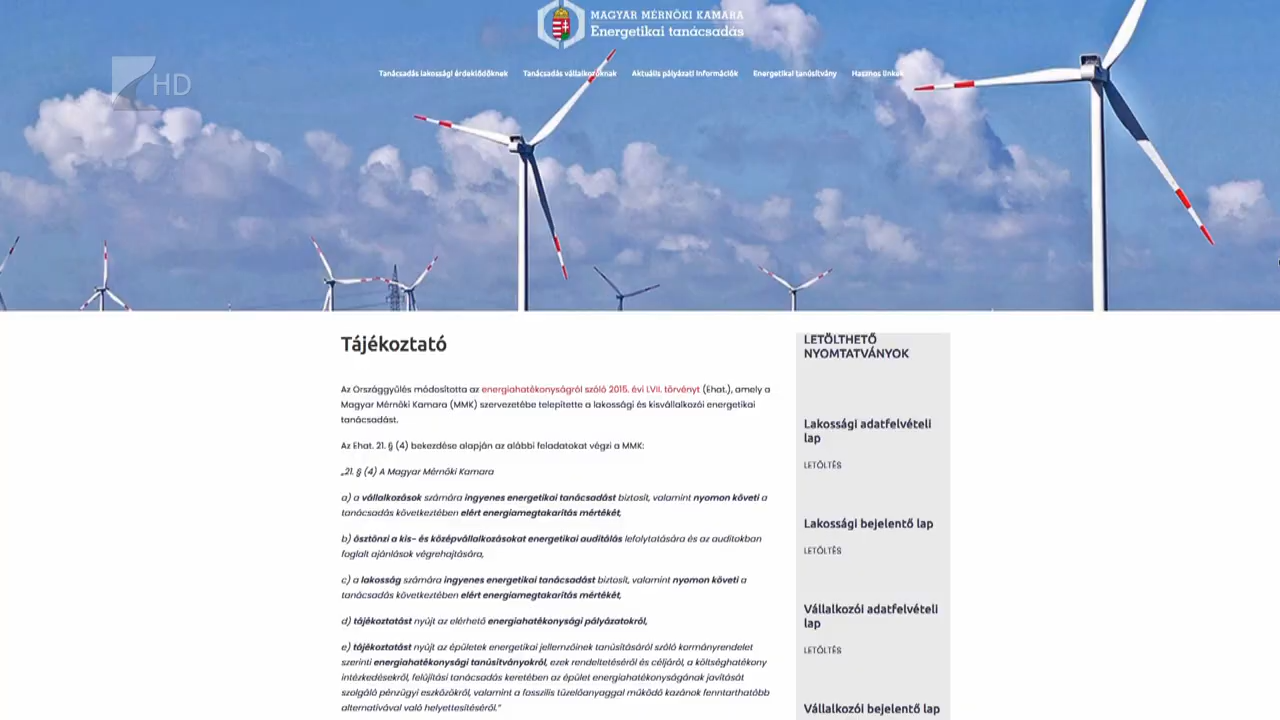 MAGYAR MÉRNÖKI KAMARA
Energetikai tanácsadás
Tanácsadás lakossági érdeklődőknek
Tanácsadás vállalkozóknak
Aktuális pályázati információk
Energetikai tanúsítvány
Hasznos linkek
HD
Tájékoztató
Az Országgyűlés módosította az energiahatékonyságról szóló 2015. évi LVII. törvényt (Ehat.), amely a
Magyar Mérnöki Kamara (MMK) szervezetébe telepítette a lakossági és kisvállalkozói energetikai
tanácsadást.
Az Ehat. 21. § (4) bekezdése alapján az alábbi feladatokat végzi a MMK:
„21. § (4) A Magyar Mérnöki Kamara
a) a vállalkozások számára ingyenes energetikai tanácsadást biztosít, valamint nyomon követi a
tanácsadás következtében elért energiamegtakarítás mértékét,
b) ösztönzi a kis- és középvállalkozásokat energetikai auditálás lefolytatására és az auditokban
foglalt ajánlások végrehajtására,
c) a lakosság számára ingyenes energetikai tanácsadást biztosít, valamint nyomon követi a
tanácsadás következtében elért energiamegtakarítás mértékét,
d) tájékoztatást nyújt az elérhető energiahatékonysági pályázatokról,
e) tájékoztatást nyújt az épületek energetikai jellemzőinek tanúsításáról szóló kormányrendelet
szerinti energiahatékonysági tanúsítványokról, ezek rendeltetéséről és céljáról, a költséghatékony
intézkedésekről, felújítási tanácsadás keretében az épület energiahatékonyságának javítását
szolgáló pénzügyi eszközökről, valamint a fosszilis tüzelőanyaggal működő kazánok fenntarthatóbb
alternatívával való helyettesítéséről.”
LETÖLTHETŐ
NYOMTATVÁNYOK
Lakossági adatfelvételi
lap
LETÖLTÉS
Lakossági bejelentő lap
LETÖLTÉS
Vállalkozói adatfelvételi
lap
LETÖLTÉS
Vállalkozói bejelentő lap